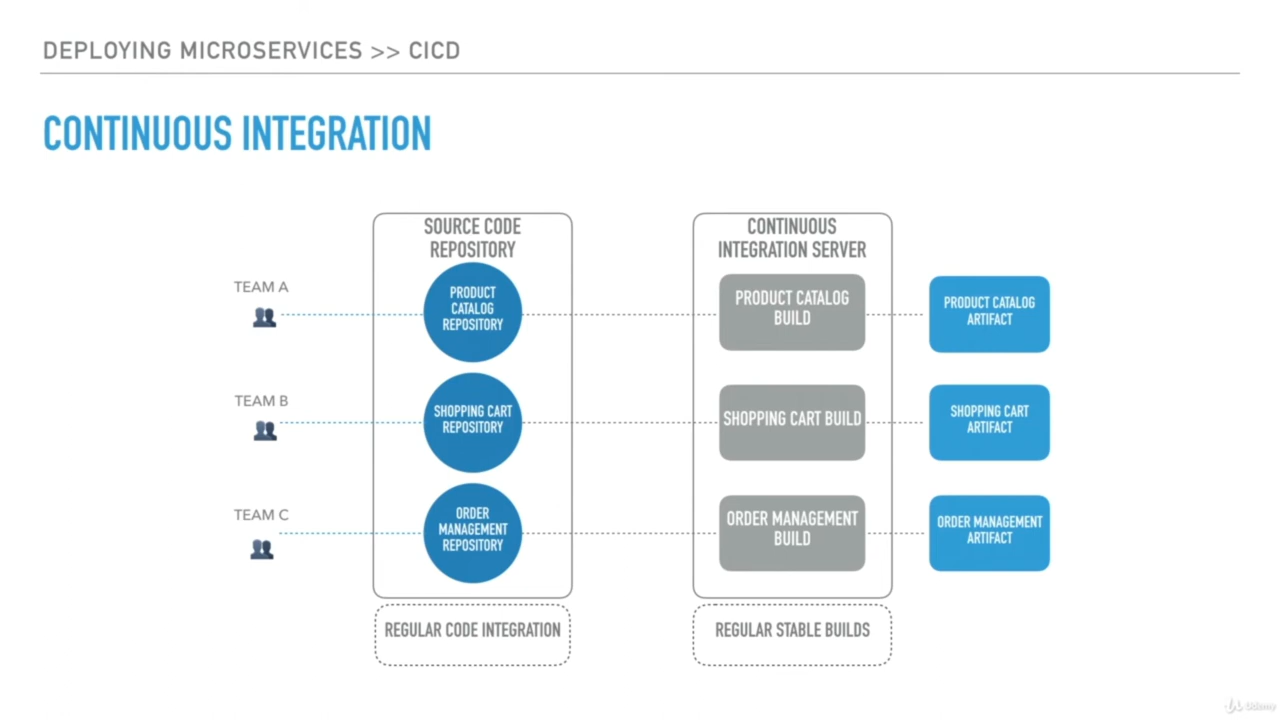 DEPLOYING MICROSERVICES >> CICD
CONTINUOUS INTEGRATION
SOURCE CODE
REPOSITORY
CONTINUOUS
INTEGRATION SERVER
TEAM A
PRODUCT
CATALOG
REPOSITORY
PRODUCT CATALOG
BUILD
PRODUCT CATALOG
ARTIFACT
TEAM B
SHOPPING CART
REPOSITORY
SHOPPING CART BUILD
SHOPPING CART
ARTIFACT
TEAM C
ORDER
MANAGEMENT
REPOSITORY
ORDER MANAGEMENT
BUILD
ORDER MANAGEMENT
ARTIFACT
REGULAR CODE INTEGRATION
REGULAR STABLE BUILDS
Udemy